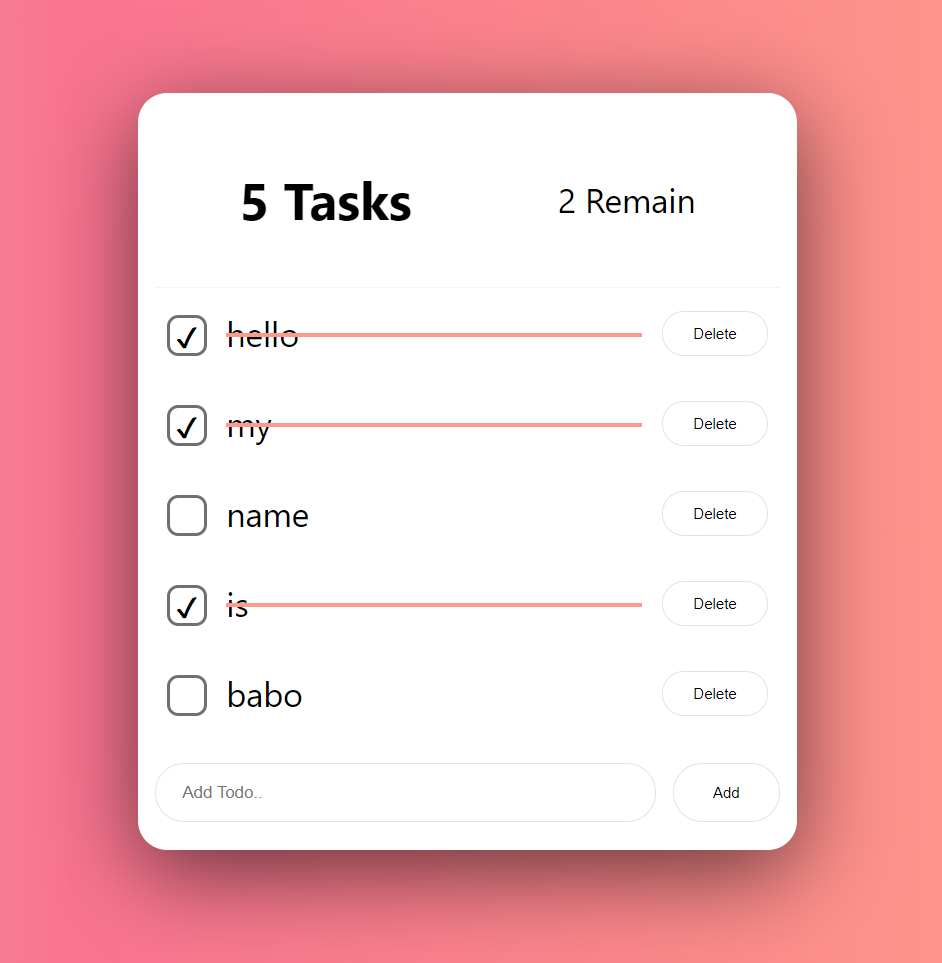 5 Tasks 2 Remain
hello Delete
my Delete
name Delete
is Delete
babo Delete
Add Todo.. Add